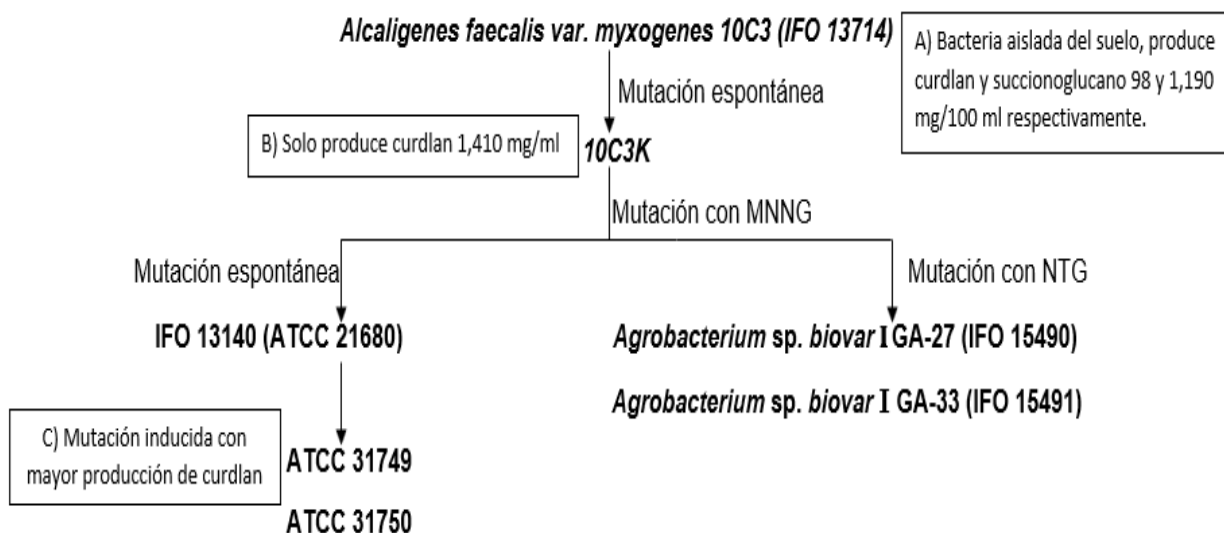 Alcaligenes faecalis var. myxogenes 10C3 (IFO 13714)
A) Bacteria aislada del suelo, produce
curdlan y succionoglucano 98 y 1,190
mg/100 ml respectivamente.
Mutación espontánea
B) Solo produce curdlan 1,410 mg/ml
10C3K
Mutación con MNNG
Mutación espontánea
Mutación con NTG
IFO 13140 (ATCC 21680)
Agrobacterium sp. biovar I GA-27 (IFO 15490)
Agrobacterium sp. biovar I GA-33 (IFO 15491)
C) Mutación inducida con
mayor producción de curdlan
ATCC 31749
ATCC 31750